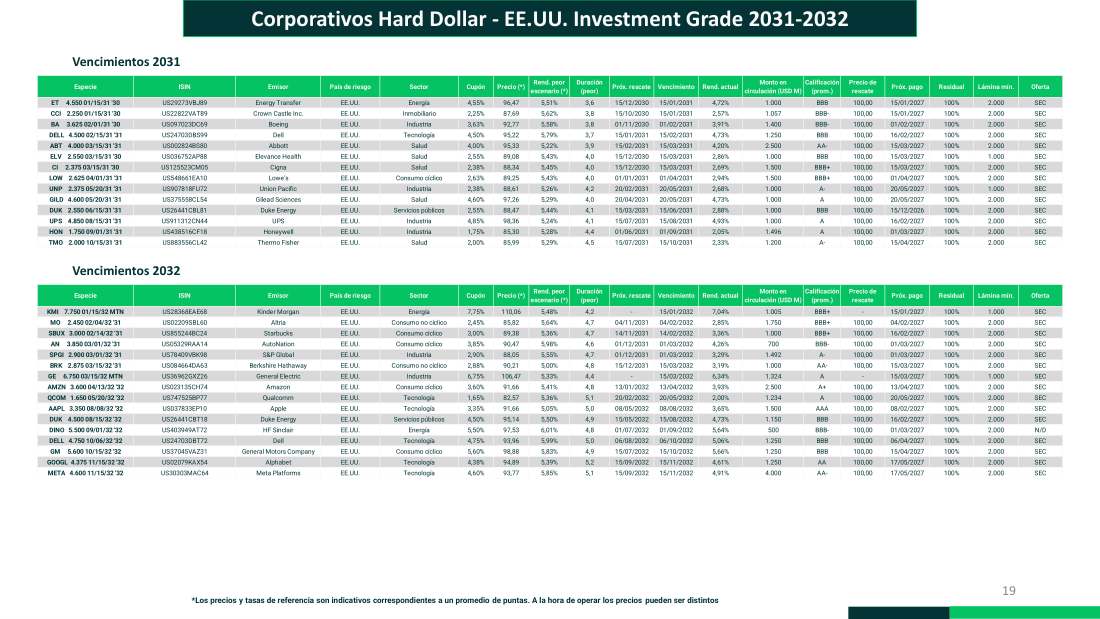 Corporativos Hard Dollar - EE.UU. Investment Grade 2031-2032
Vencimientos 2031
Especie ISIN Emisor País de riesgo Sector Cupón Precio (*) Rend. peor escenario (*) Duración (peor) Próx. rescate Vencimiento Rend. actual Monto en circulación (USD M) Calificación (prom.) Precio de rescate Próx. pago Residual Lámina mín. Oferta
ET 4.550 01/15/31 '30 US29273VBJ89 Energy Transfer EE.UU. Energía 4,55% 96,47 5,51% 3,6 15/12/2030 15/01/2031 4,72% 1.000 BBB 100,00 15/01/2027 100% 2.000 SEC
CCI 2.250 01/15/31 '30 US22822VAT89 Crown Castle Inc. EE.UU. Inmobiliario 2,25% 87,69 5,62% 3,8 15/10/2030 15/01/2031 2,57% 1.057 BBB- 100,00 15/01/2027 100% 2.000 SEC
BA 3.625 02/01/31 '30 US097023DC69 Boeing EE.UU. Industria 3,63% 92,77 5,58% 3,8 01/11/2030 01/02/2031 3,91% 1.400 BBB- 100,00 01/02/2027 100% 2.000 SEC
DELL 4.500 02/15/31 '31 US24703DBS99 Dell EE.UU. Tecnología 4,50% 95,22 5,79% 3,7 15/01/2031 15/02/2031 4,73% 1.250 BBB 100,00 16/02/2027 100% 2.000 SEC
ABT 4.000 03/15/31 '31 US002824BS80 Abbott EE.UU. Salud 4,00% 95,33 5,22% 3,9 15/02/2031 15/03/2031 4,20% 2.500 AA- 100,00 15/03/2027 100% 2.000 SEC
ELV 2.550 03/15/31 '30 US036752AP88 Elevance Health EE.UU. Salud 2,55% 89,08 5,43% 4,0 15/12/2030 15/03/2031 2,86% 1.000 BBB 100,00 15/03/2027 100% 1.000 SEC
CI 2.375 03/15/31 '30 US125523CM05 Cigna EE.UU. Salud 2,38% 88,34 5,45% 4,0 15/12/2030 15/03/2031 2,69% 1.500 BBB+ 100,00 15/03/2027 100% 2.000 SEC
LOW 2.625 04/01/31 '31 US548661EA10 Lowe's EE.UU. Consumo cíclico 2,63% 89,25 5,43% 4,0 01/01/2031 01/04/2031 2,94% 1.500 BBB+ 100,00 01/04/2027 100% 2.000 SEC
UNP 2.375 05/20/31 '31 US907818FU72 Union Pacific EE.UU. Industria 2,38% 88,61 5,26% 4,2 20/02/2031 20/05/2031 2,68% 1.000 A- 100,00 20/05/2027 100% 1.000 SEC
GILD 4.600 05/20/31 '31 US375558CL54 Gilead Sciences EE.UU. Salud 4,60% 97,26 5,29% 4,0 20/04/2031 20/05/2031 4,73% 1.000 A 100,00 20/05/2027 100% 2.000 SEC
DUK 2.550 06/15/31 '31 US26441CBL81 Duke Energy EE.UU. Servicios públicos 2,55% 88,47 5,44% 4,1 15/03/2031 15/06/2031 2,88% 1.000 BBB 100,00 15/12/2026 100% 2.000 SEC
UPS 4.850 08/15/31 '31 US911312CN44 UPS EE.UU. Industria 4,85% 98,36 5,24% 4,1 15/07/2031 15/08/2031 4,93% 1.000 A 100,00 16/02/2027 100% 2.000 SEC
HON 1.750 09/01/31 '31 US438516CF18 Honeywell EE.UU. Industria 1,75% 85,30 5,28% 4,4 01/06/2031 01/09/2031 2,05% 1.496 A 100,00 01/03/2027 100% 2.000 SEC
TMO 2.000 10/15/31 '31 US883556CL42 Thermo Fisher EE.UU. Salud 2,00% 85,99 5,29% 4,5 15/07/2031 15/10/2031 2,33% 1.200 A- 100,00 15/04/2027 100% 2.000 SEC
Vencimientos 2032
Especie ISIN Emisor País de riesgo Sector Cupón Precio (*) Rend. peor escenario (*) Duración (peor) Próx. rescate Vencimiento Rend. actual Monto en circulación (USD M) Calificación (prom.) Precio de rescate Próx. pago Residual Lámina mín. Oferta
KMI 7.750 01/15/32 MTN US28368EAE68 Kinder Morgan EE.UU. Energía 7,75% 110,06 5,48% 4,2 - 15/01/2032 7,04% 1.005 BBB+ - 15/01/2027 100% 1.000 SEC
MO 2.450 02/04/32 '31 US02209SBL60 Altria EE.UU. Consumo no cíclico 2,45% 85,82 5,64% 4,7 04/11/2031 04/02/2032 2,85% 1.750 BBB+ 100,00 04/02/2027 100% 2.000 SEC
SBUX 3.000 02/14/32 '31 US855244BC24 Starbucks EE.UU. Consumo cíclico 3,00% 89,38 5,36% 4,7 14/11/2031 14/02/2032 3,36% 1.000 BBB+ 100,00 16/02/2027 100% 2.000 SEC
AN 3.850 03/01/32 '31 US05329RAA14 AutoNation EE.UU. Consumo cíclico 3,85% 90,47 5,98% 4,6 01/12/2031 01/03/2032 4,26% 700 BBB- 100,00 01/03/2027 100% 2.000 SEC
SPGI 2.900 03/01/32 '31 US78409VBK98 S&P Global EE.UU. Industria 2,90% 88,05 5,55% 4,7 01/12/2031 01/03/2032 3,29% 1.492 A- 100,00 01/03/2027 100% 2.000 SEC
BRK 2.875 03/15/32 '31 US084664DA63 Berkshire Hathaway EE.UU. Consumo no cíclico 2,88% 90,21 5,00% 4,8 15/12/2031 15/03/2032 3,19% 1.000 AA- 100,00 15/03/2027 100% 2.000 SEC
GE 6.750 03/15/32 MTN US36962GXZ26 General Electric EE.UU. Industria 6,75% 106,47 5,33% 4,4 - 15/03/2032 6,34% 1.324 A - 15/03/2027 100% 1.000 SEC
AMZN 3.600 04/13/32 '32 US023135CH74 Amazon EE.UU. Consumo cíclico 3,60% 91,66 5,41% 4,8 13/01/2032 13/04/2032 3,93% 2.500 A+ 100,00 13/04/2027 100% 2.000 SEC
QCOM 1.650 05/20/32 '32 US747525BP77 Qualcomm EE.UU. Tecnología 1,65% 82,57 5,36% 5,1 20/02/2032 20/05/2032 2,00% 1.234 A 100,00 20/05/2027 100% 2.000 SEC
AAPL 3.350 08/08/32 '32 US037833EP10 Apple EE.UU. Tecnología 3,35% 91,66 5,05% 5,0 08/05/2032 08/08/2032 3,65% 1.500 AAA 100,00 08/02/2027 100% 2.000 SEC
DUK 4.500 08/15/32 '32 US26441CBT18 Duke Energy EE.UU. Servicios públicos 4,50% 95,14 5,50% 4,9 15/05/2032 15/08/2032 4,73% 1.150 BBB 100,00 16/02/2027 100% 2.000 SEC
DINO 5.500 09/01/32 '32 US403949AT72 HF Sinclair EE.UU. Energía 5,50% 97,53 6,01% 4,8 01/07/2032 01/09/2032 5,64% 500 BBB- 100,00 01/03/2027 100% 2.000 N/D
DELL 4.750 10/06/32 '32 US24703DBT72 Dell EE.UU. Tecnología 4,75% 93,96 5,99% 5,0 06/08/2032 06/10/2032 5,06% 1.250 BBB 100,00 06/04/2027 100% 2.000 SEC
GM 5.600 10/15/32 '32 US37045VAZ31 General Motors Company EE.UU. Consumo cíclico 5,60% 98,88 5,83% 4,9 15/07/2032 15/10/2032 5,66% 1.250 BBB 100,00 15/04/2027 100% 2.000 SEC
GOOGL 4.375 11/15/32 '32 US02079KAX54 Alphabet EE.UU. Tecnología 4,38% 94,89 5,39% 5,2 15/09/2032 15/11/2032 4,61% 1.250 AA 100,00 17/05/2027 100% 2.000 SEC
META 4.600 11/15/32 '32 US30303MAC64 Meta Platforms EE.UU. Tecnología 4,60% 93,77 5,85% 5,1 15/09/2032 15/11/2032 4,91% 4.000 AA- 100,00 17/05/2027 100% 2.000 SEC
19
*Los precios y tasas de referencia son indicativos correspondientes a un promedio de puntas. A la hora de operar los precios pueden ser distintos